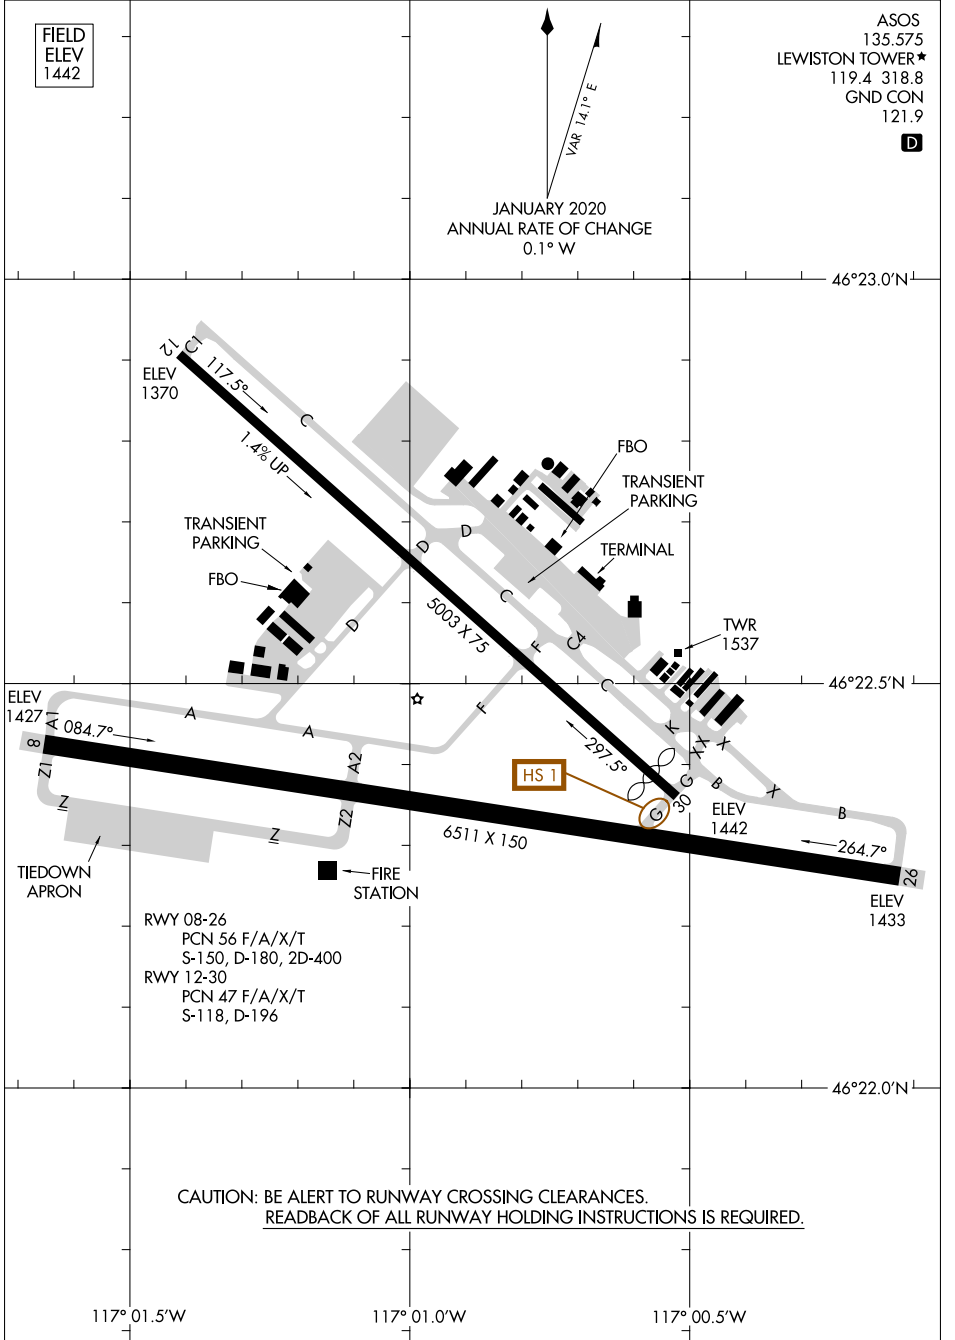 FIELD
ELEV
1442
ASOS
135.575
LEWISTON TOWER★
119.4 318.8
GND CON
121.9
D
VAR 14.1° E
JANUARY 2020
ANNUAL RATE OF CHANGE
0.1° W
46°23.0'N
12
C1
ELEV
1370
117.5°
C
1.4% UP
FBO
TRANSIENT
PARKING
TERMINAL
TRANSIENT
PARKING
FBO
D
D
D
C
5003 X 75
F
C4
TWR
1537
46°22.5'N
ELEV
1427
A1
8
084.7°
A
A
A2
F
C
K
XX
X
297.5°
G
B
X
B
HS 1
G
30
ELEV
1442
Z1
Z
Z
Z2
6511 X 150
264.7°
26
ELEV
1433
TIEDOWN
APRON
FIRE
STATION
RWY 08-26
PCN 56 F/A/X/T
S-150, D-180, 2D-400
RWY 12-30
PCN 47 F/A/X/T
S-118, D-196
46°22.0'N
CAUTION: BE ALERT TO RUNWAY CROSSING CLEARANCES.
READBACK OF ALL RUNWAY HOLDING INSTRUCTIONS IS REQUIRED.
117° 01.5'W
117° 01.0'W
117° 00.5'W